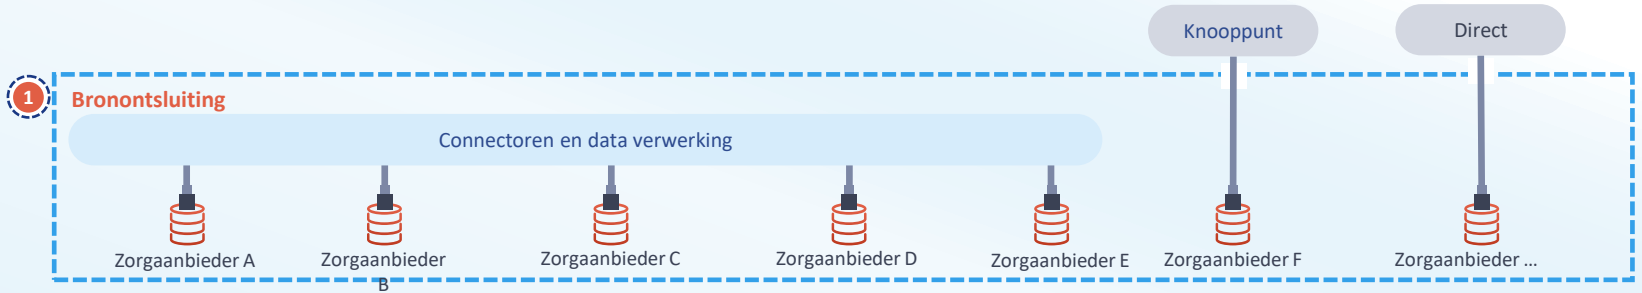 Knooppunt
Direct
1
Bronontsluiting
Connectoren en data verwerking
Zorgaanbieder A
Zorgaanbieder
B
Zorgaanbieder C
Zorgaanbieder D
Zorgaanbieder E
Zorgaanbieder F
Zorgaanbieder ...